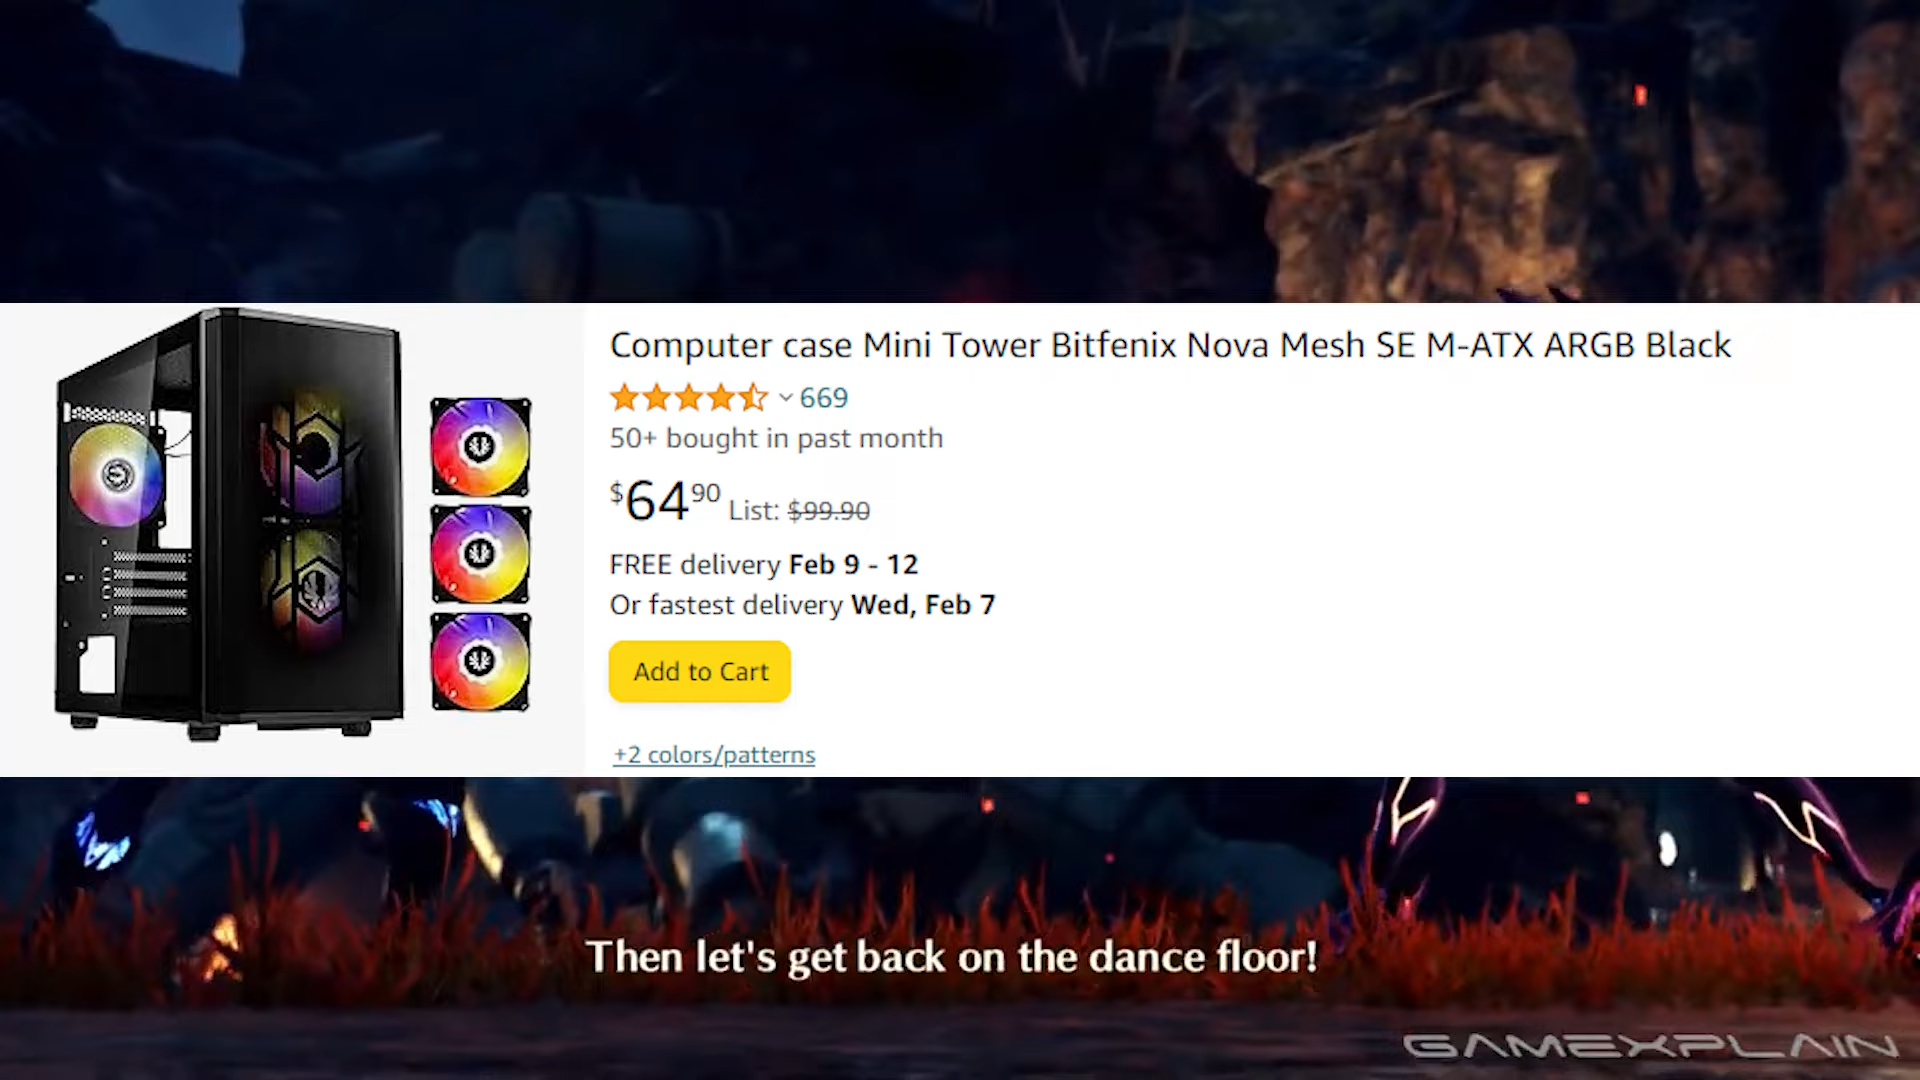 Computer case Mini Tower Bitfenix Nova Mesh SE M-ATX ARGB Black
669
50+ bought in past month
$64.90 List: $99.90
FREE delivery Feb 9 - 12
Or fastest delivery Wed, Feb 7
Add to Cart
+2 colors/patterns
Then let's get back on the dance floor!
GAMEXPLAIN